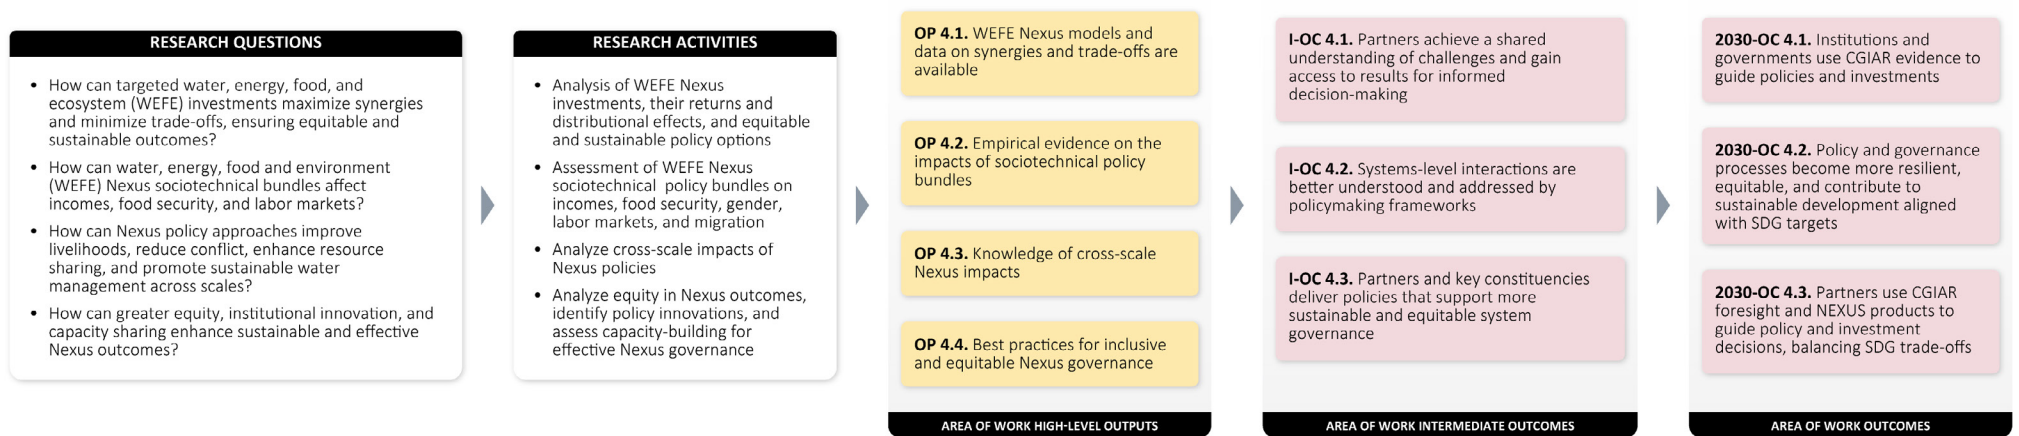 RESEARCH QUESTIONS
• How can targeted water, energy, food, and
ecosystem (WEFE) investments maximize synergies
and minimize trade-offs, ensuring equitable and
sustainable outcomes?
• How can water, energy, food and environment
(WEFE) Nexus sociotechnical bundles affect
incomes, food security, and labor markets?
• How can Nexus policy approaches improve
livelihoods, reduce conflict, enhance resource
sharing, and promote sustainable water
management across scales?
• How can greater equity, institutional innovation, and
capacity sharing enhance sustainable and effective
Nexus outcomes?
RESEARCH ACTIVITIES
• Analysis of WEFE Nexus
investments, their returns and
distributional effects, and equitable
and sustainable policy options
• Assessment of WEFE Nexus
sociotechnical policy bundles on
incomes, food security, gender,
labor markets, and migration
• Analyze cross-scale impacts of
Nexus policies
• Analyze equity in Nexus outcomes,
identify policy innovations, and
assess capacity-building for
effective Nexus governance
OP 4.1. WEFE Nexus models and
data on synergies and trade-offs are
available
OP 4.2. Empirical evidence on the
impacts of sociotechnical policy
bundles
OP 4.3. Knowledge of cross-scale
Nexus impacts
OP 4.4. Best practices for inclusive
and equitable Nexus governance
AREA OF WORK HIGH-LEVEL OUTPUTS
I-OC 4.1. Partners achieve a shared
understanding of challenges and gain
access to results for informed
decision-making
I-OC 4.2. Systems-level interactions are
better understood and addressed by
policymaking frameworks
I-OC 4.3. Partners and key constituencies
deliver policies that support more
sustainable and equitable system
governance
AREA OF WORK INTERMEDIATE OUTCOMES
2030-OC 4.1. Institutions and
governments use CGIAR evidence to
guide policies and investments
2030-OC 4.2. Policy and governance
processes become more resilient,
equitable, and contribute to
sustainable development aligned
with SDG targets
2030-OC 4.3. Partners use CGIAR
foresight and NEXUS products to
guide policy and investment
decisions, balancing SDG trade-offs
AREA OF WORK OUTCOMES